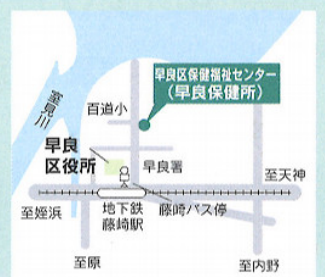 早良区保健福祉センター
(早良保健所)
室見川
百道小
早良
区役所
早良署
至天神
至姪浜
地下鉄
藤崎駅
藤崎バス停
至原
至内野